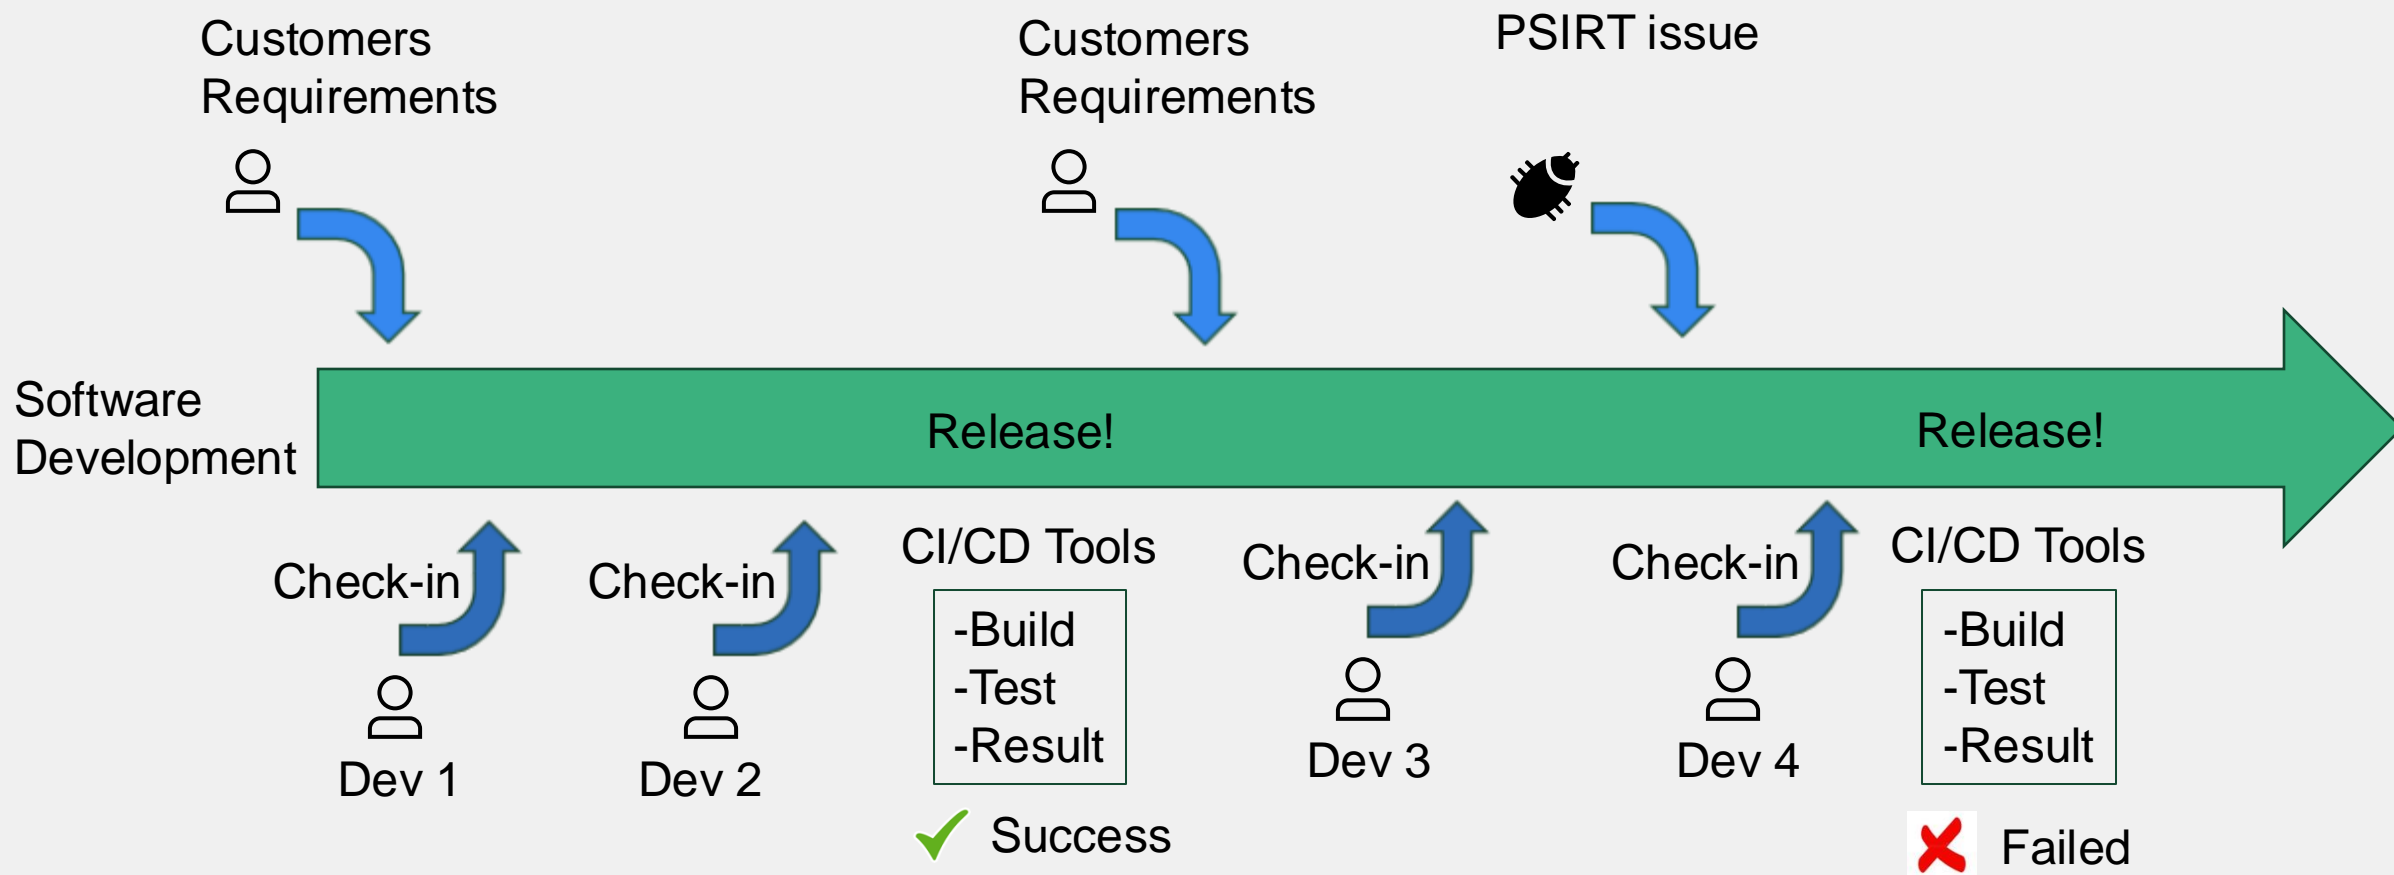 Customers
Requirements
Customers
Requirements
PSIRT issue
Software
Development
Release!
Release!
Check-in
Dev 1
Check-in
Dev 2
CI/CD Tools
-Build
-Test
-Result
Success
Check-in
Dev 3
Check-in
Dev 4
CI/CD Tools
-Build
-Test
-Result
Failed